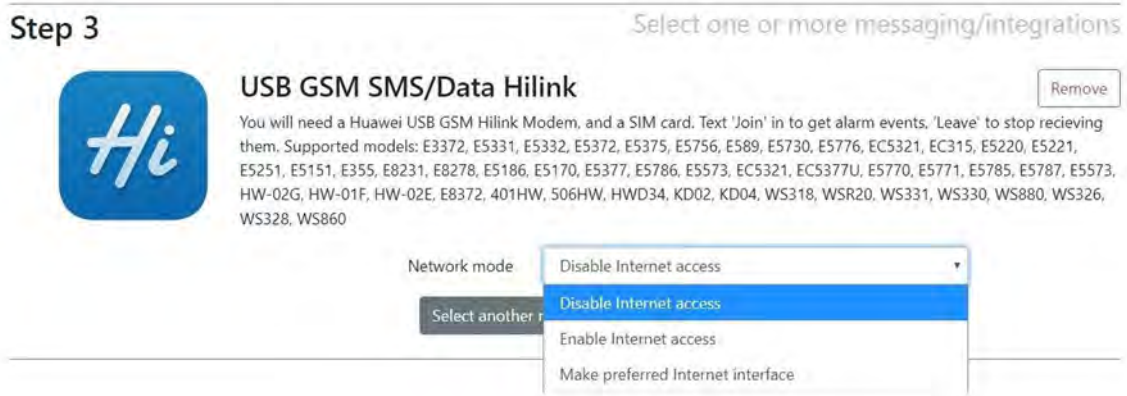 Step 3
Select one or more messaging/integrations
Hi
USB GSM SMS/Data Hilink
Remove
You will need a Huawei USB GSM Hilink Modem, and a SIM card. Text 'Join' in to get alarm events, 'Leave' to stop recieving
them. Supported models: E3372, E5331, E5332, E5372, E5375, E5756, E589, E5730, E5776, EC5321, EC315, E5220, E5221,
E5251, E5151, E355, E8231, E8278, E5186, E5170, E5377, E5786, E5573, EC5321, EC5377U, E5770, E5771, E5785, E5787, E5573,
HW-02G, HW-01F, HW-02E, E8372, 401HW, 506HW, HWD34, KD02, KD04, WS318, WSR20, WS331, WS330, WS880, WS326,
WS328, WS860
Network mode
Disable Internet access
Select another
Disable Internet access
Enable Internet access
Make preferred Internet interface